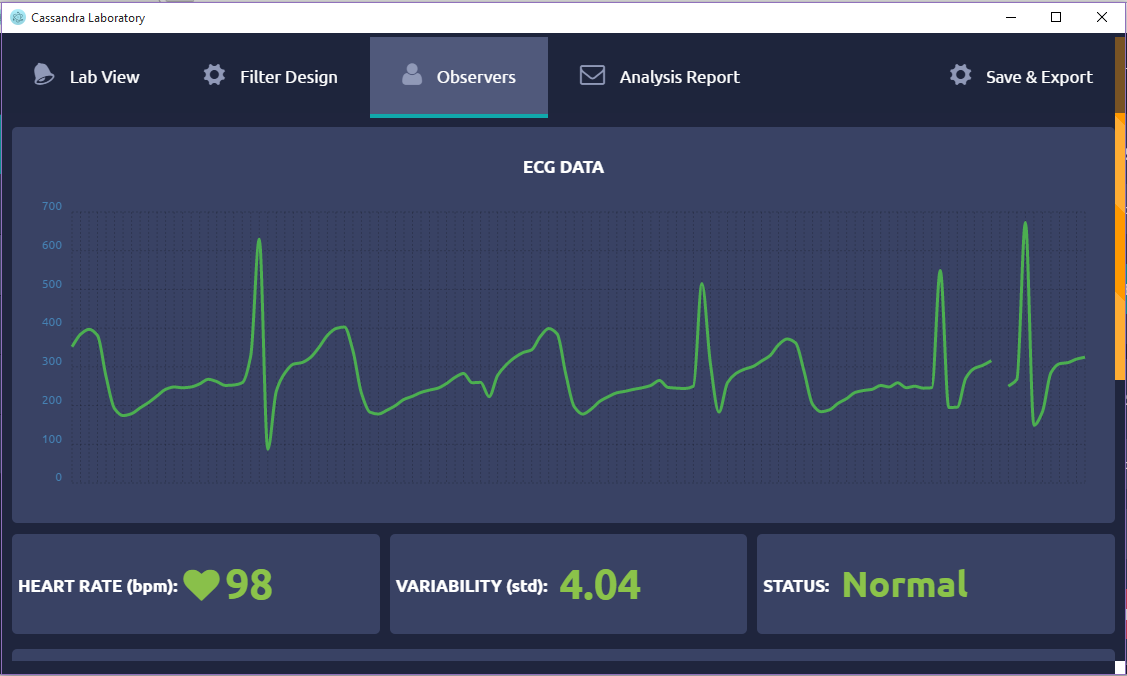 Cassandra Laboratory
Lab View
Filter Design
Observers
Analysis Report
Save & Export
ECG DATA
700
600
500
400
300
200
100
0
HEART RATE (bpm): 98
VARIABILITY (std): 4.04
STATUS: Normal